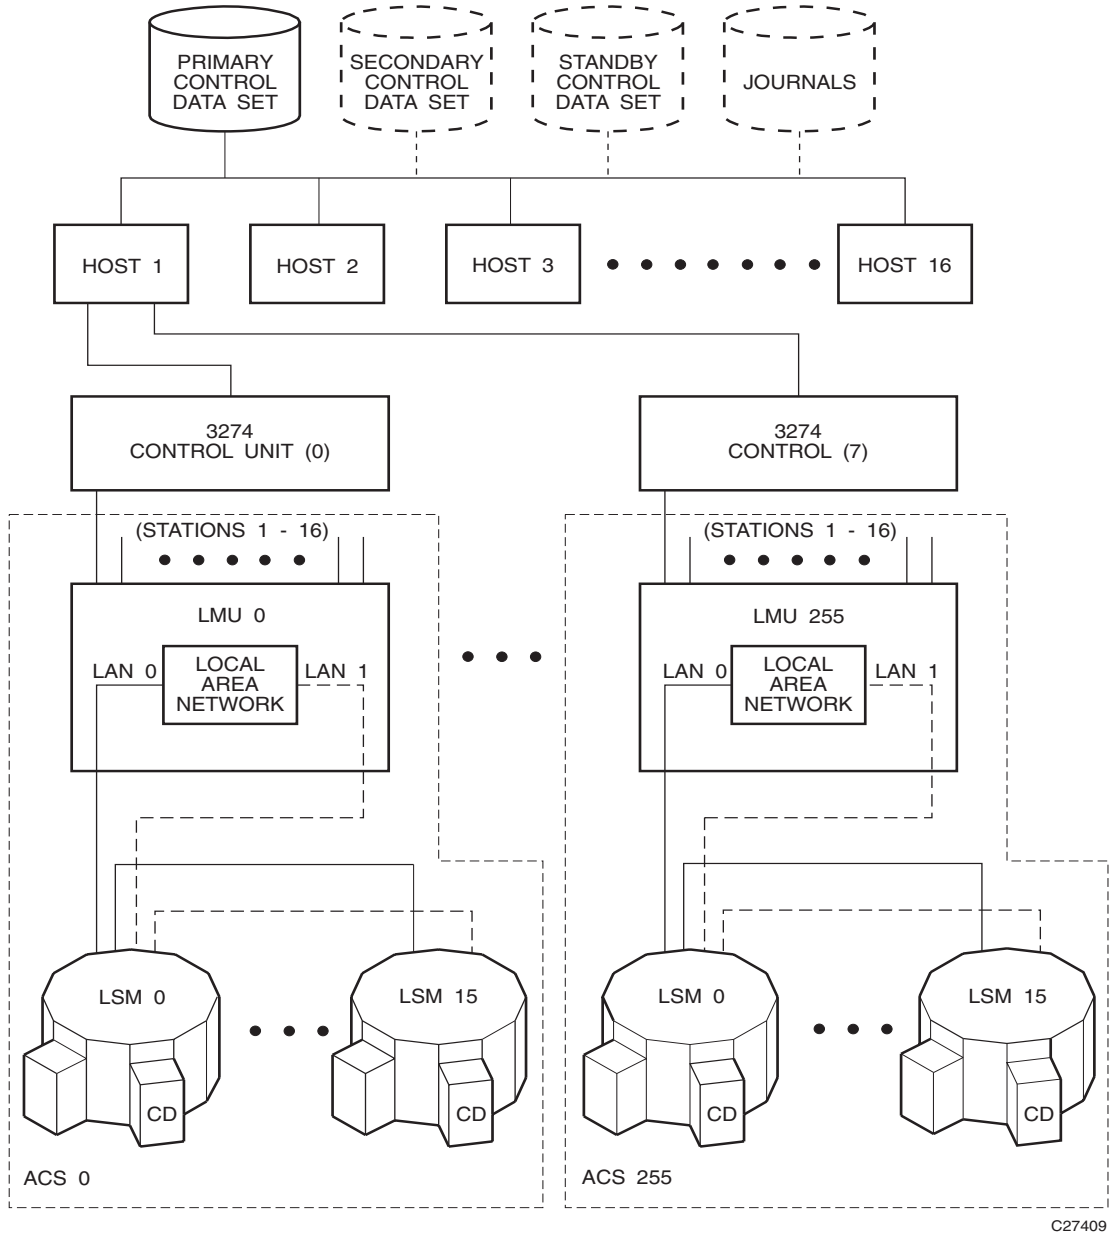 PRIMARY
CONTROL
DATA SET
SECONDARY
CONTROL
DATA SET
STANDBY
CONTROL
DATA SET
JOURNALS
HOST 1
HOST 2
HOST 3
HOST 16
3274
CONTROL UNIT (0)
3274
CONTROL (7)
(STATIONS 1 - 16)
(STATIONS 1 - 16)
LMU 0
LAN 0
LOCAL
AREA
NETWORK
LAN 1
LMU 255
LAN 0
LOCAL
AREA
NETWORK
LAN 1
LSM 0
LSM 15
LSM 0
LSM 15
CD
CD
CD
CD
ACS 0
ACS 255
C27409